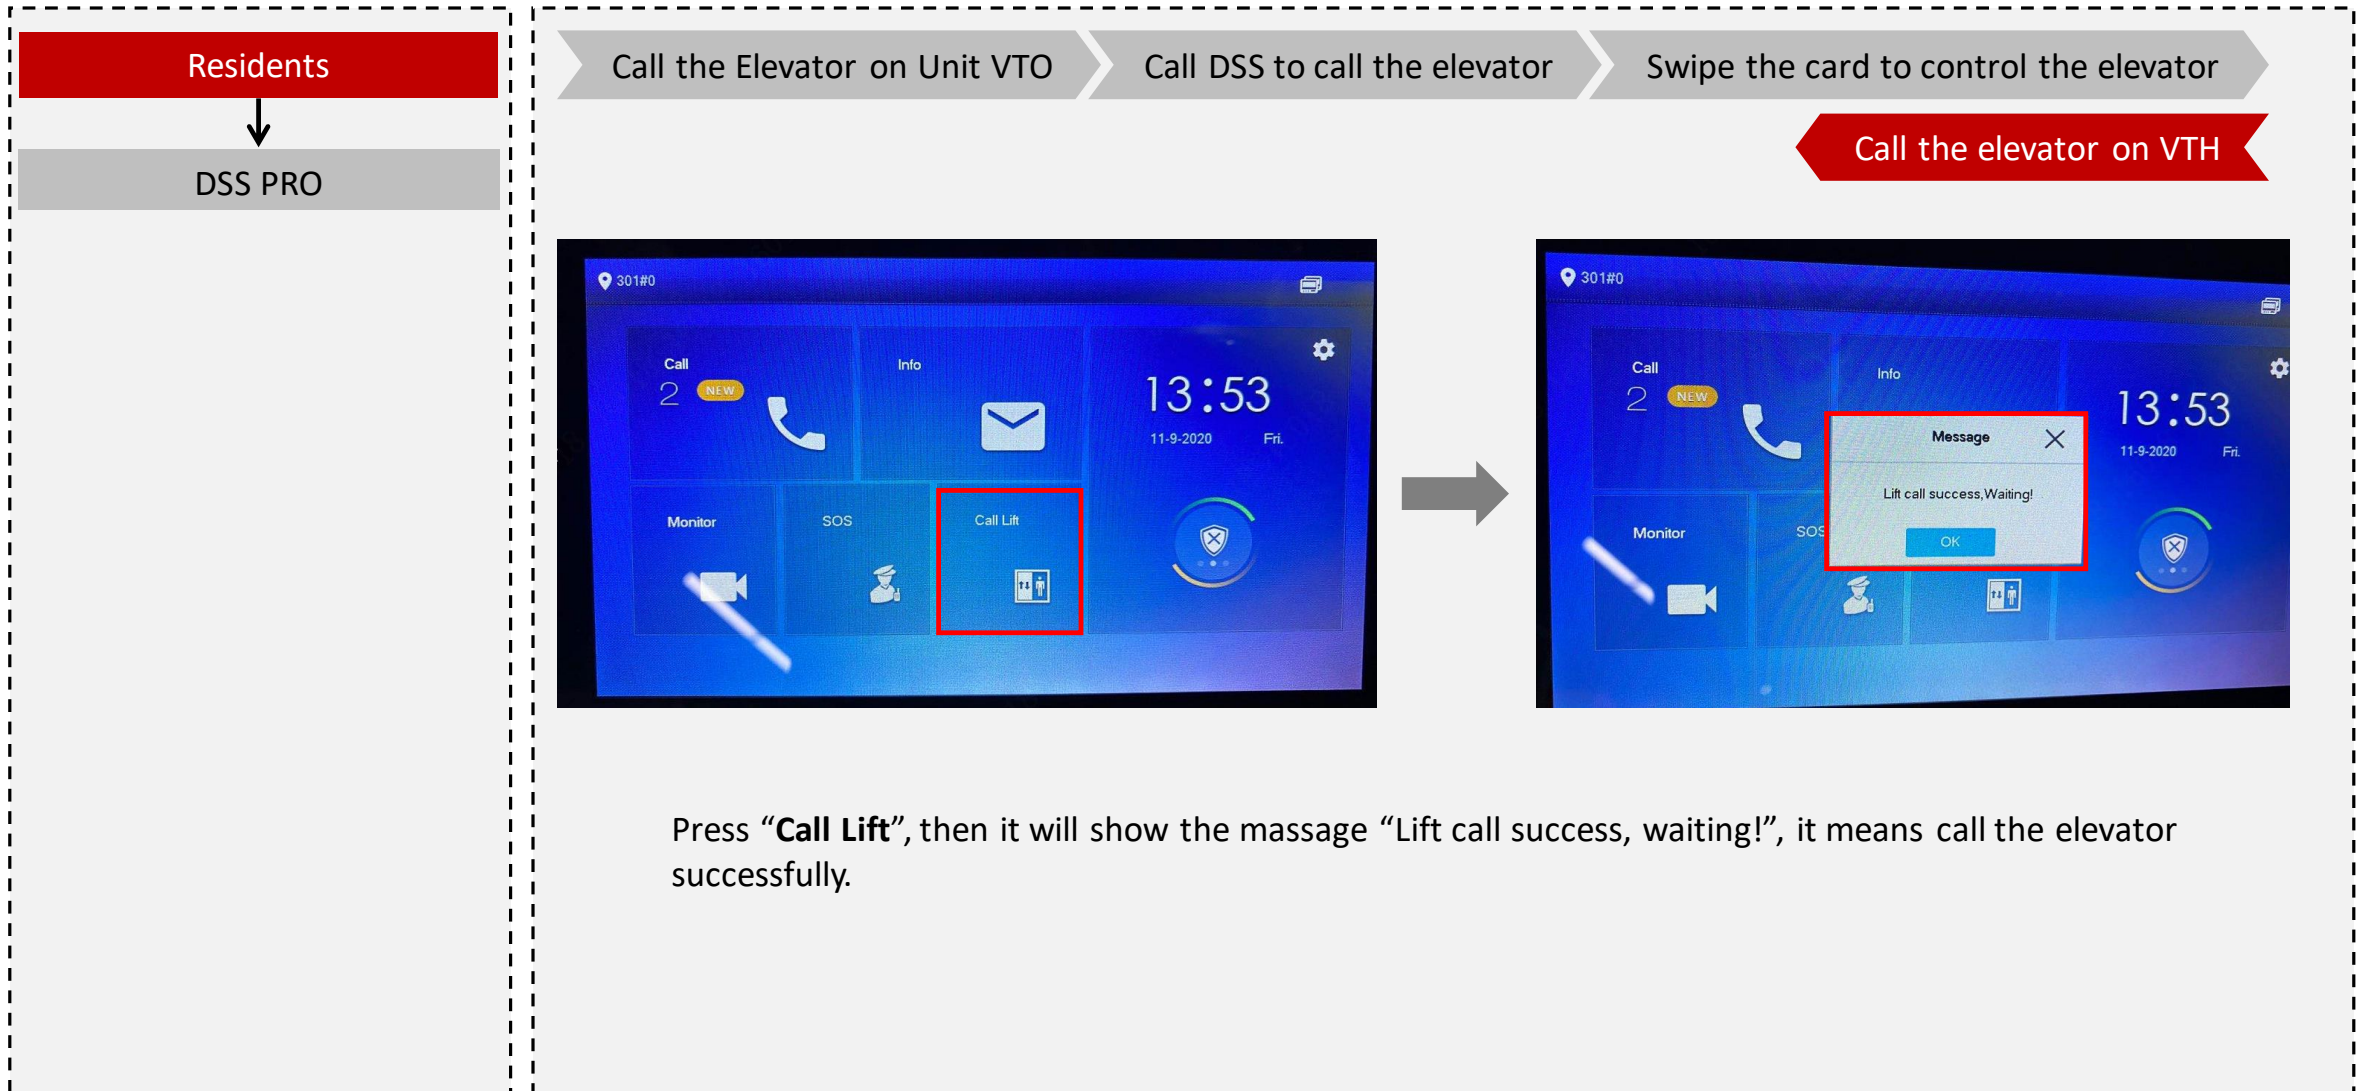 Residents
DSS PRO
Call the Elevator on Unit VTO
Call DSS to call the elevator
Swipe the card to control the elevator
Call the elevator on VTH
301#0
Call
2 NEW
Info
13:53
11-9-2020 Fri.
Monitor
SOS
Call Lift
301#0
Call
2 NEW
Info
13:53
11-9-2020 Fri.
Message
Lift call success,Waiting!
OK
Monitor
SOS
Press “Call Lift”, then it will show the massage “Lift call success, waiting!”, it means call the elevator
successfully.